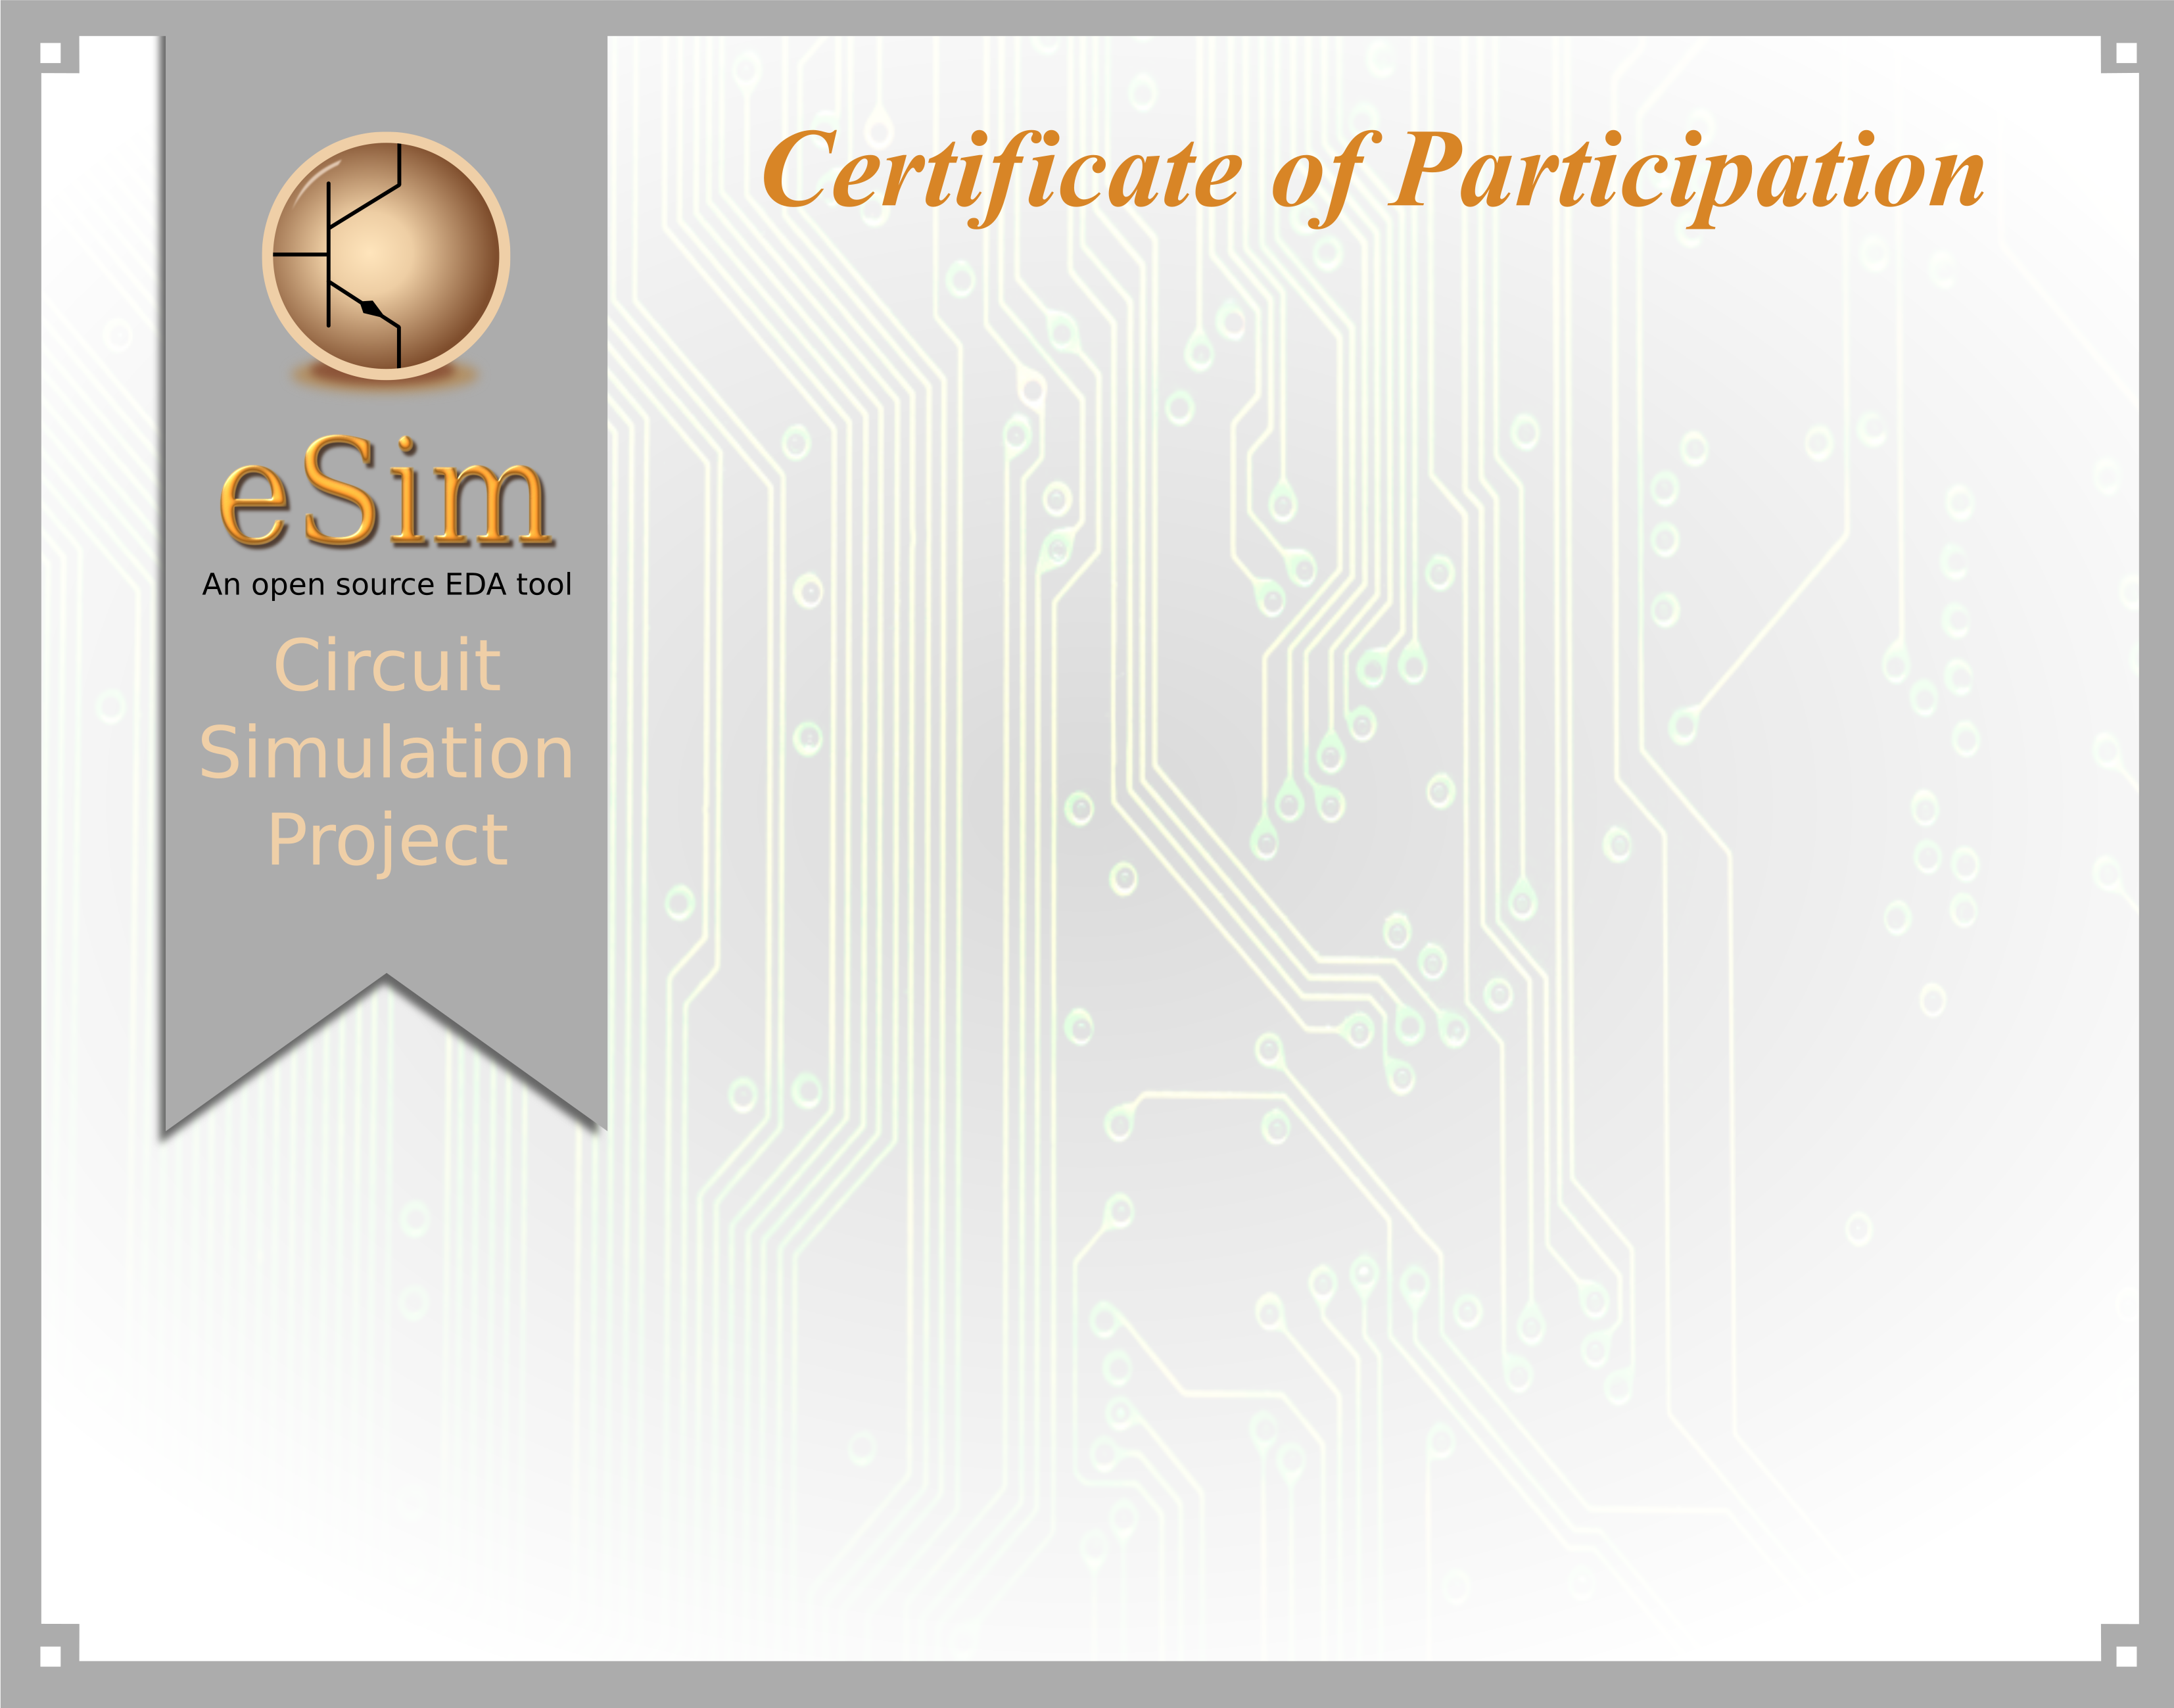 Certificate of Participation
eSim
An open source EDA tool
Circuit
Simulation
Project